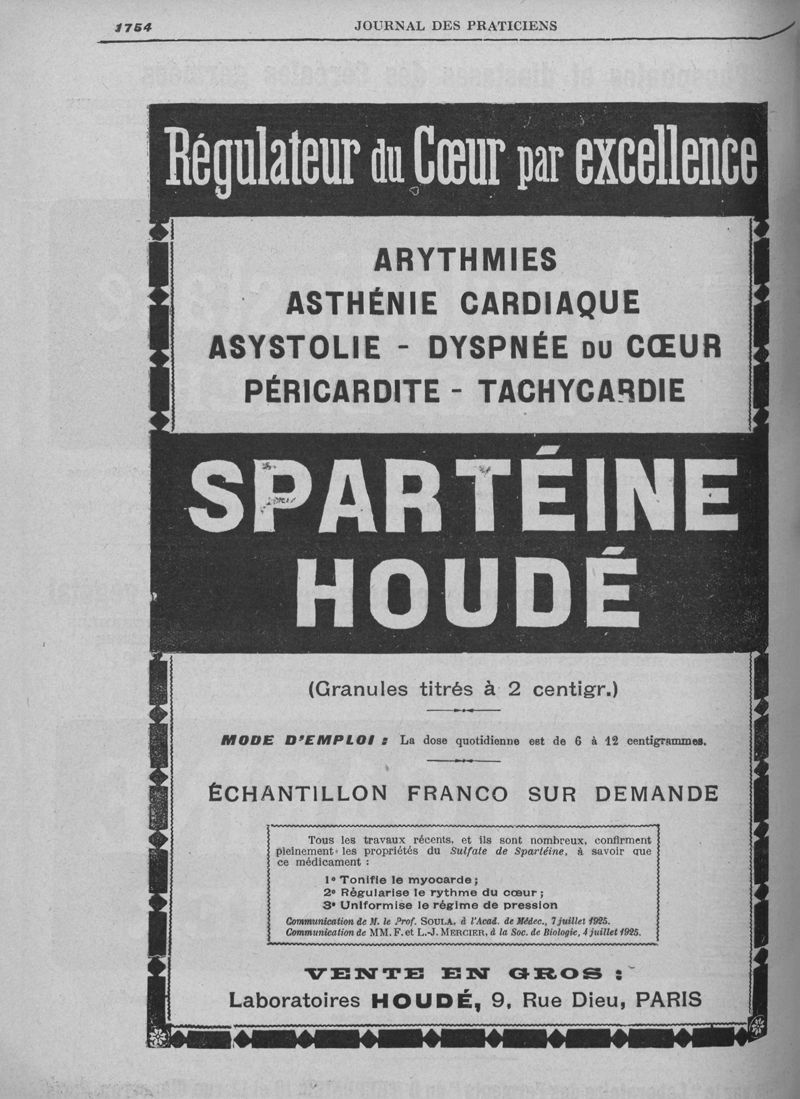 1754
JOURNAL DES PRATICIENS
Régulateur du Cœur par excellence
ARYTHMIES
ASTHÉNIE CARDIAQUE
ASYSTOLIE - DYSPNÉE DU CŒUR
PÉRICARDITE - TACHYCARDIE
SPARTÉINE
HOUDÉ
(Granules titrés à 2 centigr.)
MODE D'EMPLOI : La dose quotidienne est de 6 à 12 centigrammes.
ÉCHANTILLON FRANCO SUR DEMANDE
Tous les travaux récents, et ils sont nombreux, confirment
pleinement les propriétés du Sulfate de Spartéine, à savoir que
ce médicament :
1º Tonifie le myocarde ;
2º Régularise le rythme du cœur ;
3º Uniformise le régime de pression
Communication de M. le Prof. SOULA, à l'Acad. de Médec., 7 juillet 1925.
Communication de MM. F. et L.-J. MERCIER, à la Soc. de Biologie, 4 juillet 1925.
VENTE EN GROS :
Laboratoires HOUDÉ, 9, Rue Dieu, PARIS